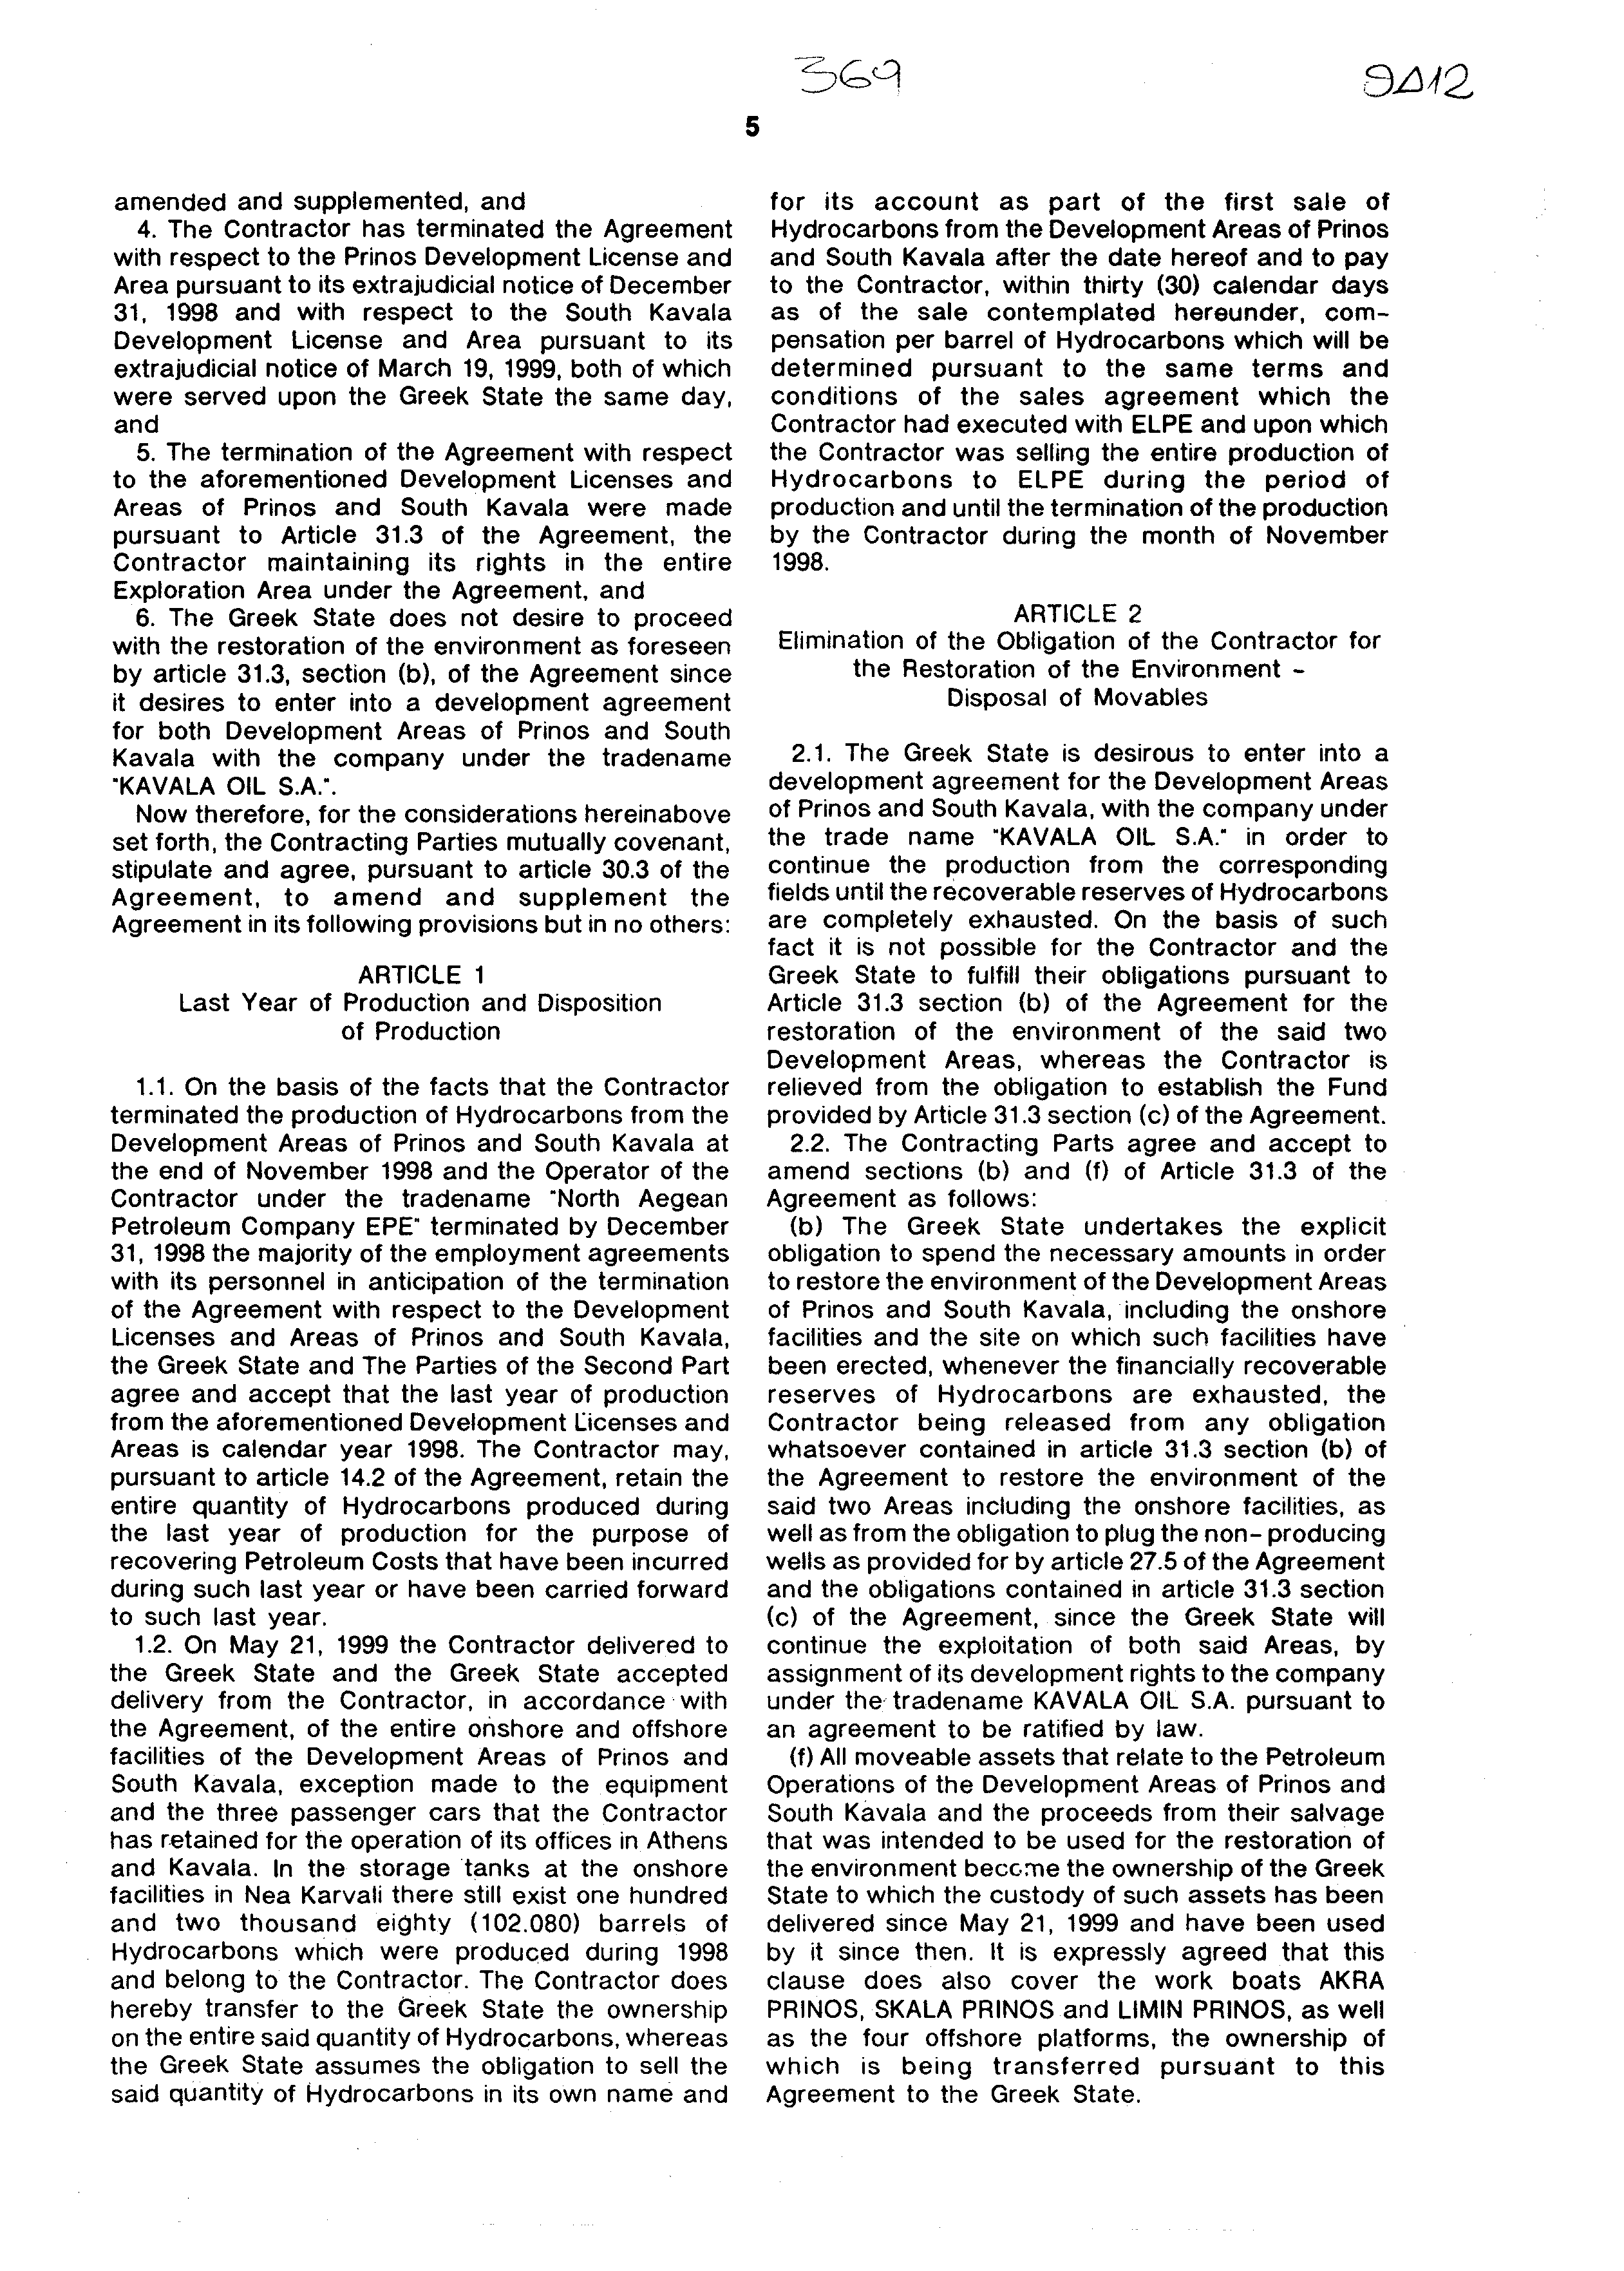 369
9Δ12
5
amended and supplemented, and
4. The Contractor has terminated the Agreement
with respect to the Prinos Development License and
Area pursuant to its extrajudicial notice of December
31, 1998 and with respect to the South Kavala
Development License and Area pursuant to its
extrajudicial notice of March 19, 1999, both of which
were served upon the Greek State the same day,
and
5. The termination of the Agreement with respect
to the aforementioned Development Licenses and
Areas of Prinos and South Kavala were made
pursuant to Article 31.3 of the Agreement, the
Contractor maintaining its rights in the entire
Exploration Area under the Agreement, and
6. The Greek State does not desire to proceed
with the restoration of the environment as foreseen
by article 31.3, section (b), of the Agreement since
it desires to enter into a development agreement
for both Development Areas of Prinos and South
Kavala with the company under the tradename
"KAVALA OIL S.A.".
Now therefore, for the considerations hereinabove
set forth, the Contracting Parties mutually covenant,
stipulate and agree, pursuant to article 30.3 of the
Agreement, to amend and supplement the
Agreement in its following provisions but in no others:
ARTICLE 1
Last Year of Production and Disposition
of Production
1.1. On the basis of the facts that the Contractor
terminated the production of Hydrocarbons from the
Development Areas of Prinos and South Kavala at
the end of November 1998 and the Operator of the
Contractor under the tradename "North Aegean
Petroleum Company EPE" terminated by December
31, 1998 the majority of the employment agreements
with its personnel in anticipation of the termination
of the Agreement with respect to the Development
Licenses and Areas of Prinos and South Kavala,
the Greek State and The Parties of the Second Part
agree and accept that the last year of production
from the aforementioned Development Licenses and
Areas is calendar year 1998. The Contractor may,
pursuant to article 14.2 of the Agreement, retain the
entire quantity of Hydrocarbons produced during
the last year of production for the purpose of
recovering Petroleum Costs that have been incurred
during such last year or have been carried forward
to such last year.
1.2. On May 21, 1999 the Contractor delivered to
the Greek State and the Greek State accepted
delivery from the Contractor, in accordance with
the Agreement, of the entire onshore and offshore
facilities of the Development Areas of Prinos and
South Kavala, exception made to the equipment
and the three passenger cars that the Contractor
has retained for the operation of its offices in Athens
and Kavala. In the storage tanks at the onshore
facilities in Nea Karvali there still exist one hundred
and two thousand eighty (102.080) barrels of
Hydrocarbons which were produced during 1998
and belong to the Contractor. The Contractor does
hereby transfer to the Greek State the ownership
on the entire said quantity of Hydrocarbons, whereas
the Greek State assumes the obligation to sell the
said quantity of Hydrocarbons in its own name and
for its account as part of the first sale of
Hydrocarbons from the Development Areas of Prinos
and South Kavala after the date hereof and to pay
to the Contractor, within thirty (30) calendar days
as of the sale contemplated hereunder, com-
pensation per barrel of Hydrocarbons which will be
determined pursuant to the same terms and
conditions of the sales agreement which the
Contractor had executed with ELPE and upon which
the Contractor was selling the entire production of
Hydrocarbons to ELPE during the period of
production and until the termination of the production
by the Contractor during the month of November
1998.
ARTICLE 2
Elimination of the Obligation of the Contractor for
the Restoration of the Environment -
Disposal of Movables
2.1. The Greek State is desirous to enter into a
development agreement for the Development Areas
of Prinos and South Kavala, with the company under
the trade name "KAVALA OIL S.A." in order to
continue the production from the corresponding
fields until the recoverable reserves of Hydrocarbons
are completely exhausted. On the basis of such
fact it is not possible for the Contractor and the
Greek State to fulfill their obligations pursuant to
Article 31.3 section (b) of the Agreement for the
restoration of the environment of the said two
Development Areas, whereas the Contractor is
relieved from the obligation to establish the Fund
provided by Article 31.3 section (c) of the Agreement.
2.2. The Contracting Parts agree and accept to
amend sections (b) and (f) of Article 31.3 of the
Agreement as follows:
(b) The Greek State undertakes the explicit
obligation to spend the necessary amounts in order
to restore the environment of the Development Areas
of Prinos and South Kavala, including the onshore
facilities and the site on which such facilities have
been erected, whenever the financially recoverable
reserves of Hydrocarbons are exhausted, the
Contractor being released from any obligation
whatsoever contained in article 31.3 section (b) of
the Agreement to restore the environment of the
said two Areas including the onshore facilities, as
well as from the obligation to plug the non- producing
wells as provided for by article 27.5 of the Agreement
and the obligations contained in article 31.3 section
(c) of the Agreement, since the Greek State will
continue the exploitation of both said Areas, by
assignment of its development rights to the company
under the tradename KAVALA OIL S.A. pursuant to
an agreement to be ratified by law.
(f) All moveable assets that relate to the Petroleum
Operations of the Development Areas of Prinos and
South Kavala and the proceeds from their salvage
that was intended to be used for the restoration of
the environment become the ownership of the Greek
State to which the custody of such assets has been
delivered since May 21, 1999 and have been used
by it since then. It is expressly agreed that this
clause does also cover the work boats AKRA
PRINOS, SKALA PRINOS and LIMIN PRINOS, as well
as the four offshore platforms, the ownership of
which is being transferred pursuant to this
Agreement to the Greek State.